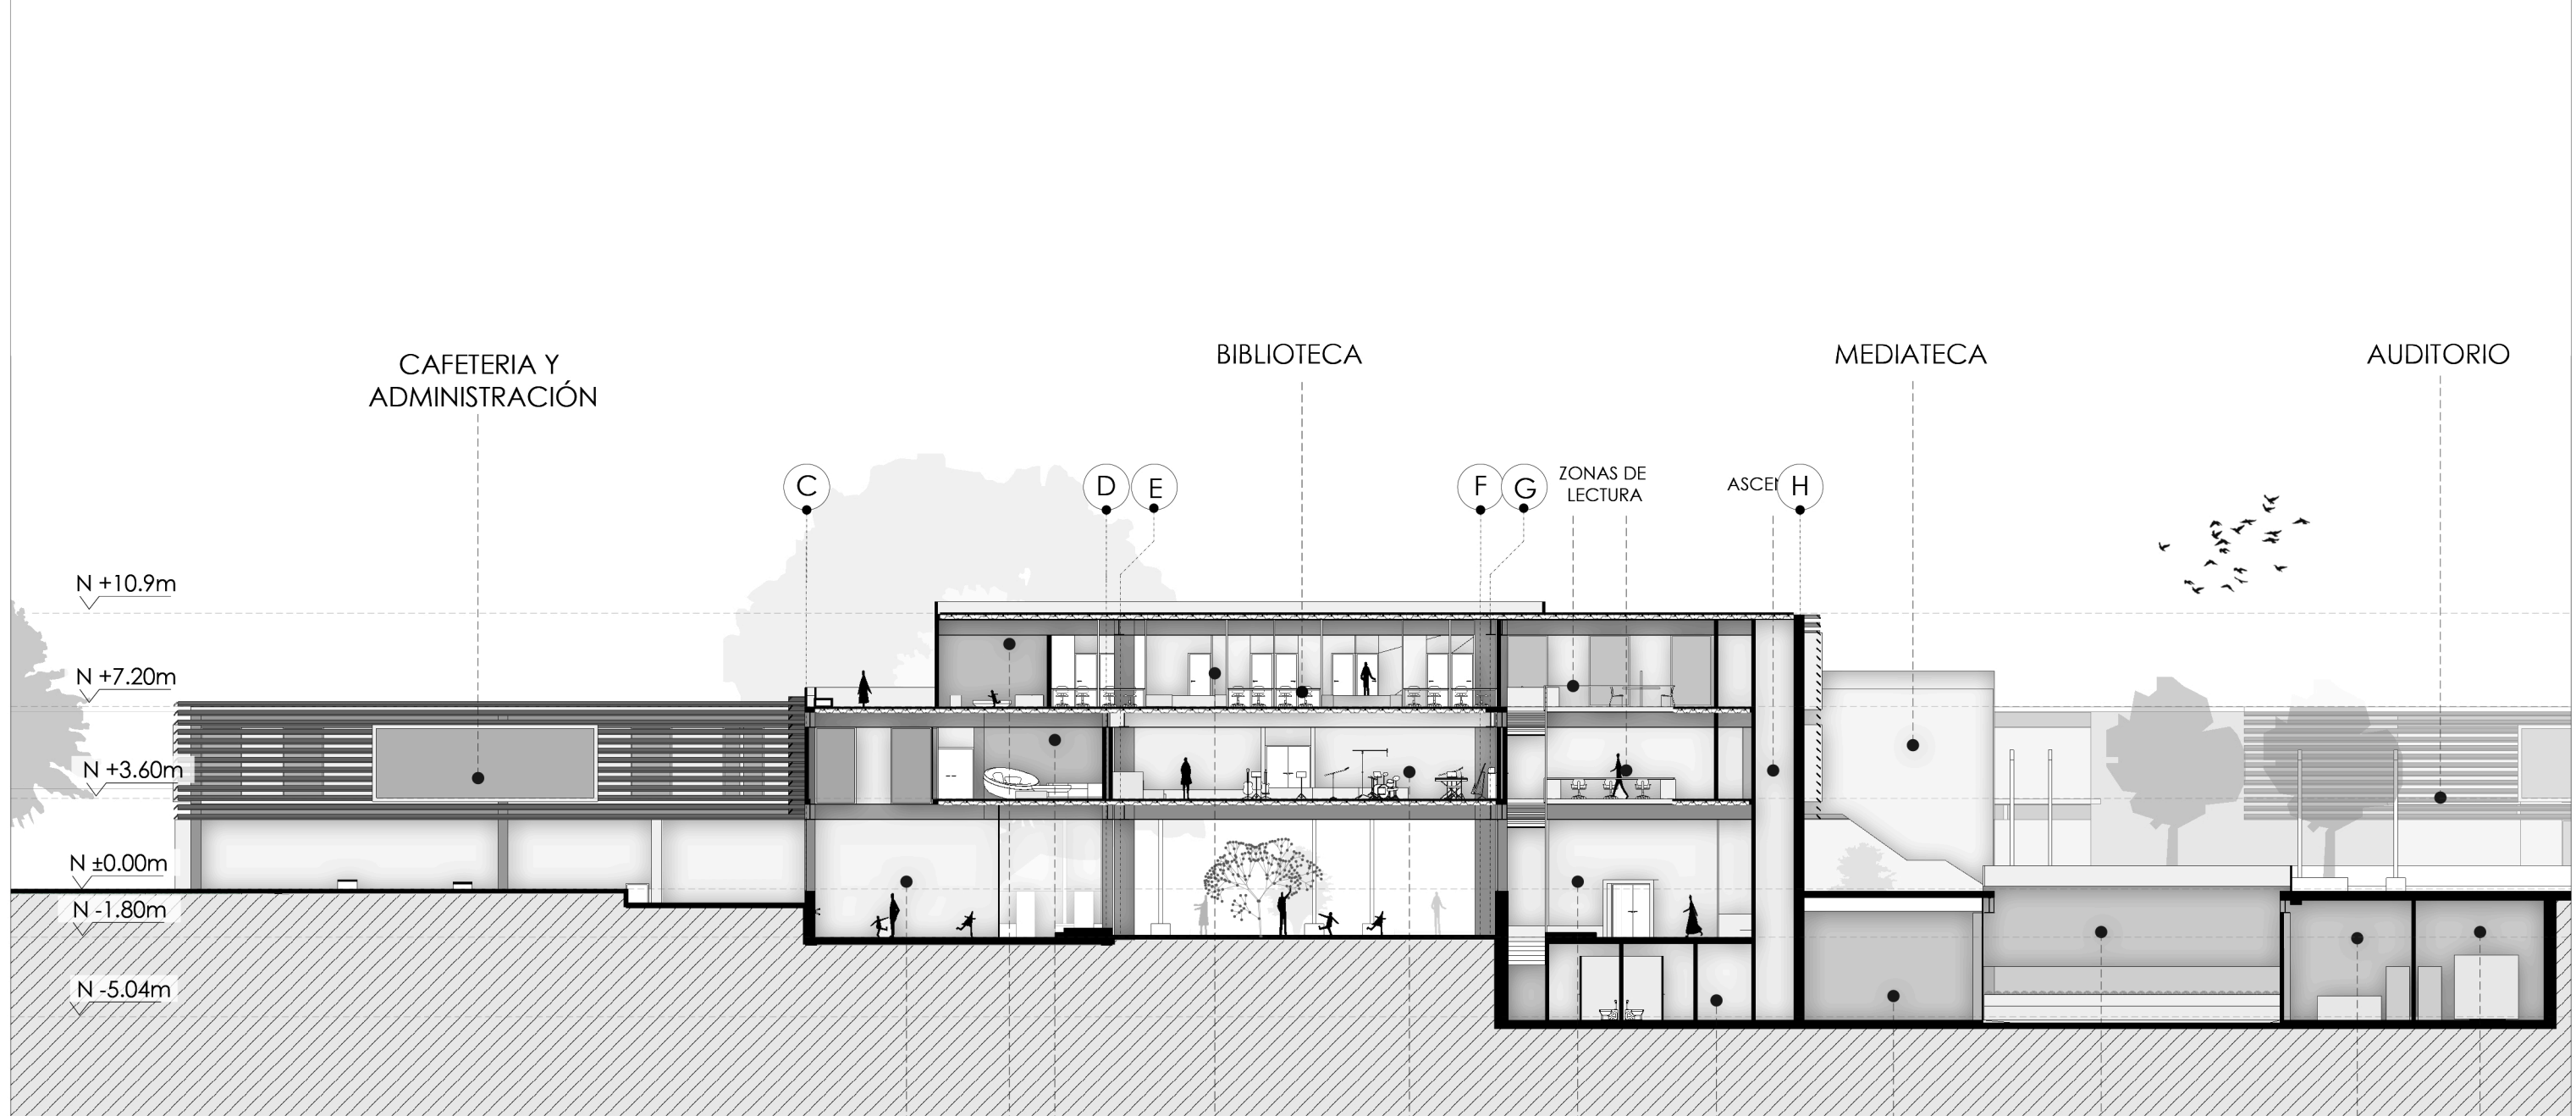 CAFETERIA Y
ADMINISTRACIÓN
BIBLIOTECA
MEDIATECA
AUDITORIO
C
D
E
F
G
ZONAS DE
LECTURA
H
N +10.9m
N +7.20m
N +3.60m
N ±0.00m
N -1.80m
N -5.04m